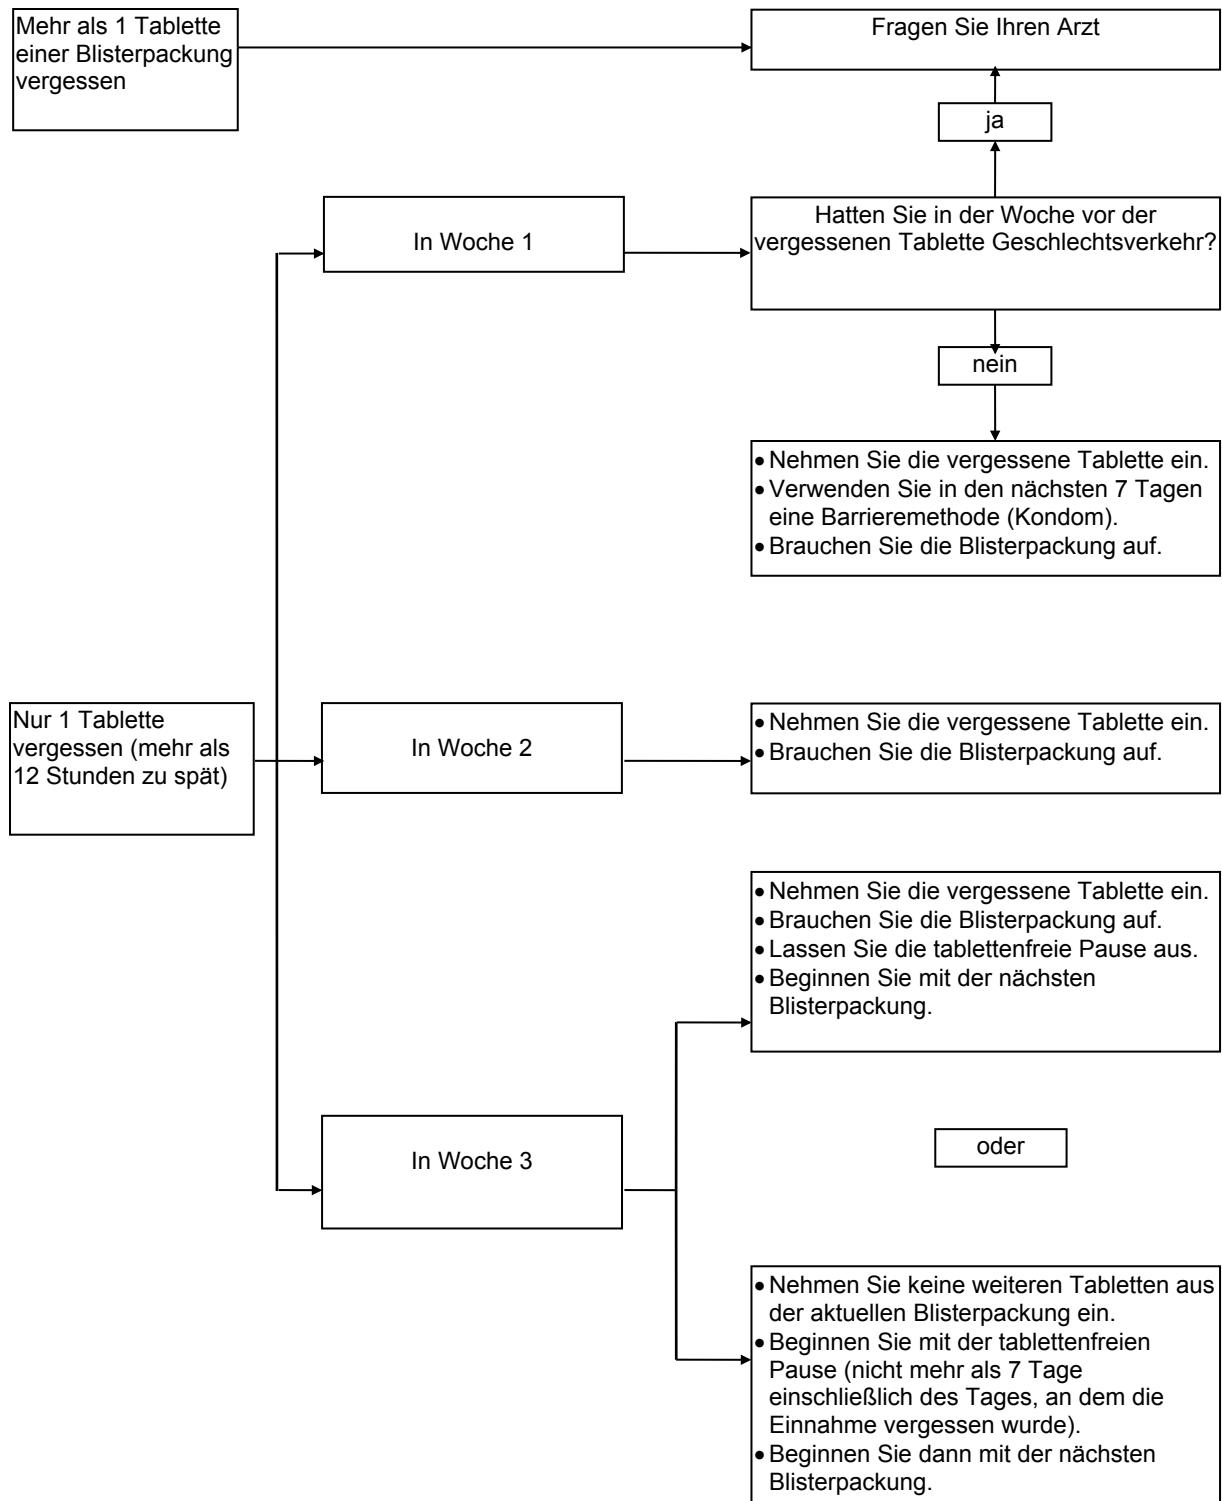 Mehr als 1 Tablette
einer Blisterpackung
vergessen
Fragen Sie Ihren Arzt
ja
Hatten Sie in der Woche vor der
vergessenen Tablette Geschlechtsverkehr?
In Woche 1
nein
• Nehmen Sie die vergessene Tablette ein.
• Verwenden Sie in den nächsten 7 Tagen
eine Barrieremethode (Kondom).
• Brauchen Sie die Blisterpackung auf.
Nur 1 Tablette
vergessen (mehr als
12 Stunden zu spät)
In Woche 2
• Nehmen Sie die vergessene Tablette ein.
• Brauchen Sie die Blisterpackung auf.
• Nehmen Sie die vergessene Tablette ein.
• Brauchen Sie die Blisterpackung auf.
• Lassen Sie die tablettenfreie Pause aus.
• Beginnen Sie mit der nächsten
Blisterpackung.
In Woche 3
oder
• Nehmen Sie keine weiteren Tabletten aus
der aktuellen Blisterpackung ein.
• Beginnen Sie mit der tablettenfreien
Pause (nicht mehr als 7 Tage
einschließlich des Tages, an dem die
Einnahme vergessen wurde).
• Beginnen Sie dann mit der nächsten
Blisterpackung.